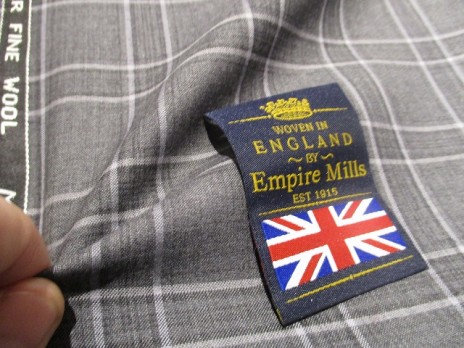 R FINE WOOL
WOVEN IN
ENGLAND
~ BY ~
Empire Mills
EST 1915